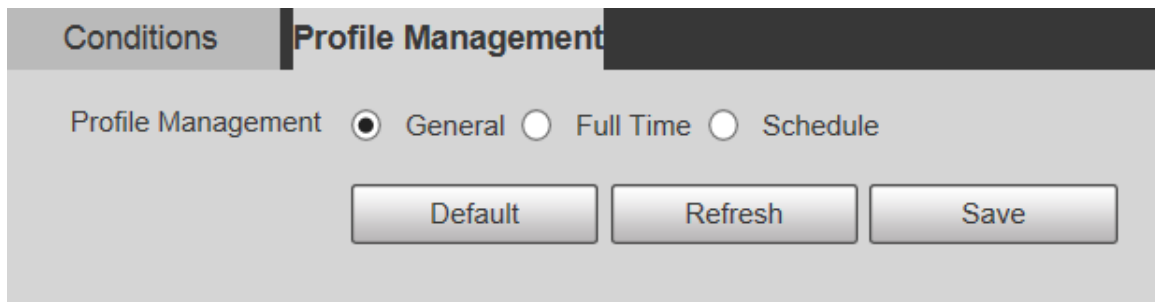 Conditions Profile Management
Profile Management General Full Time Schedule
Default Refresh Save